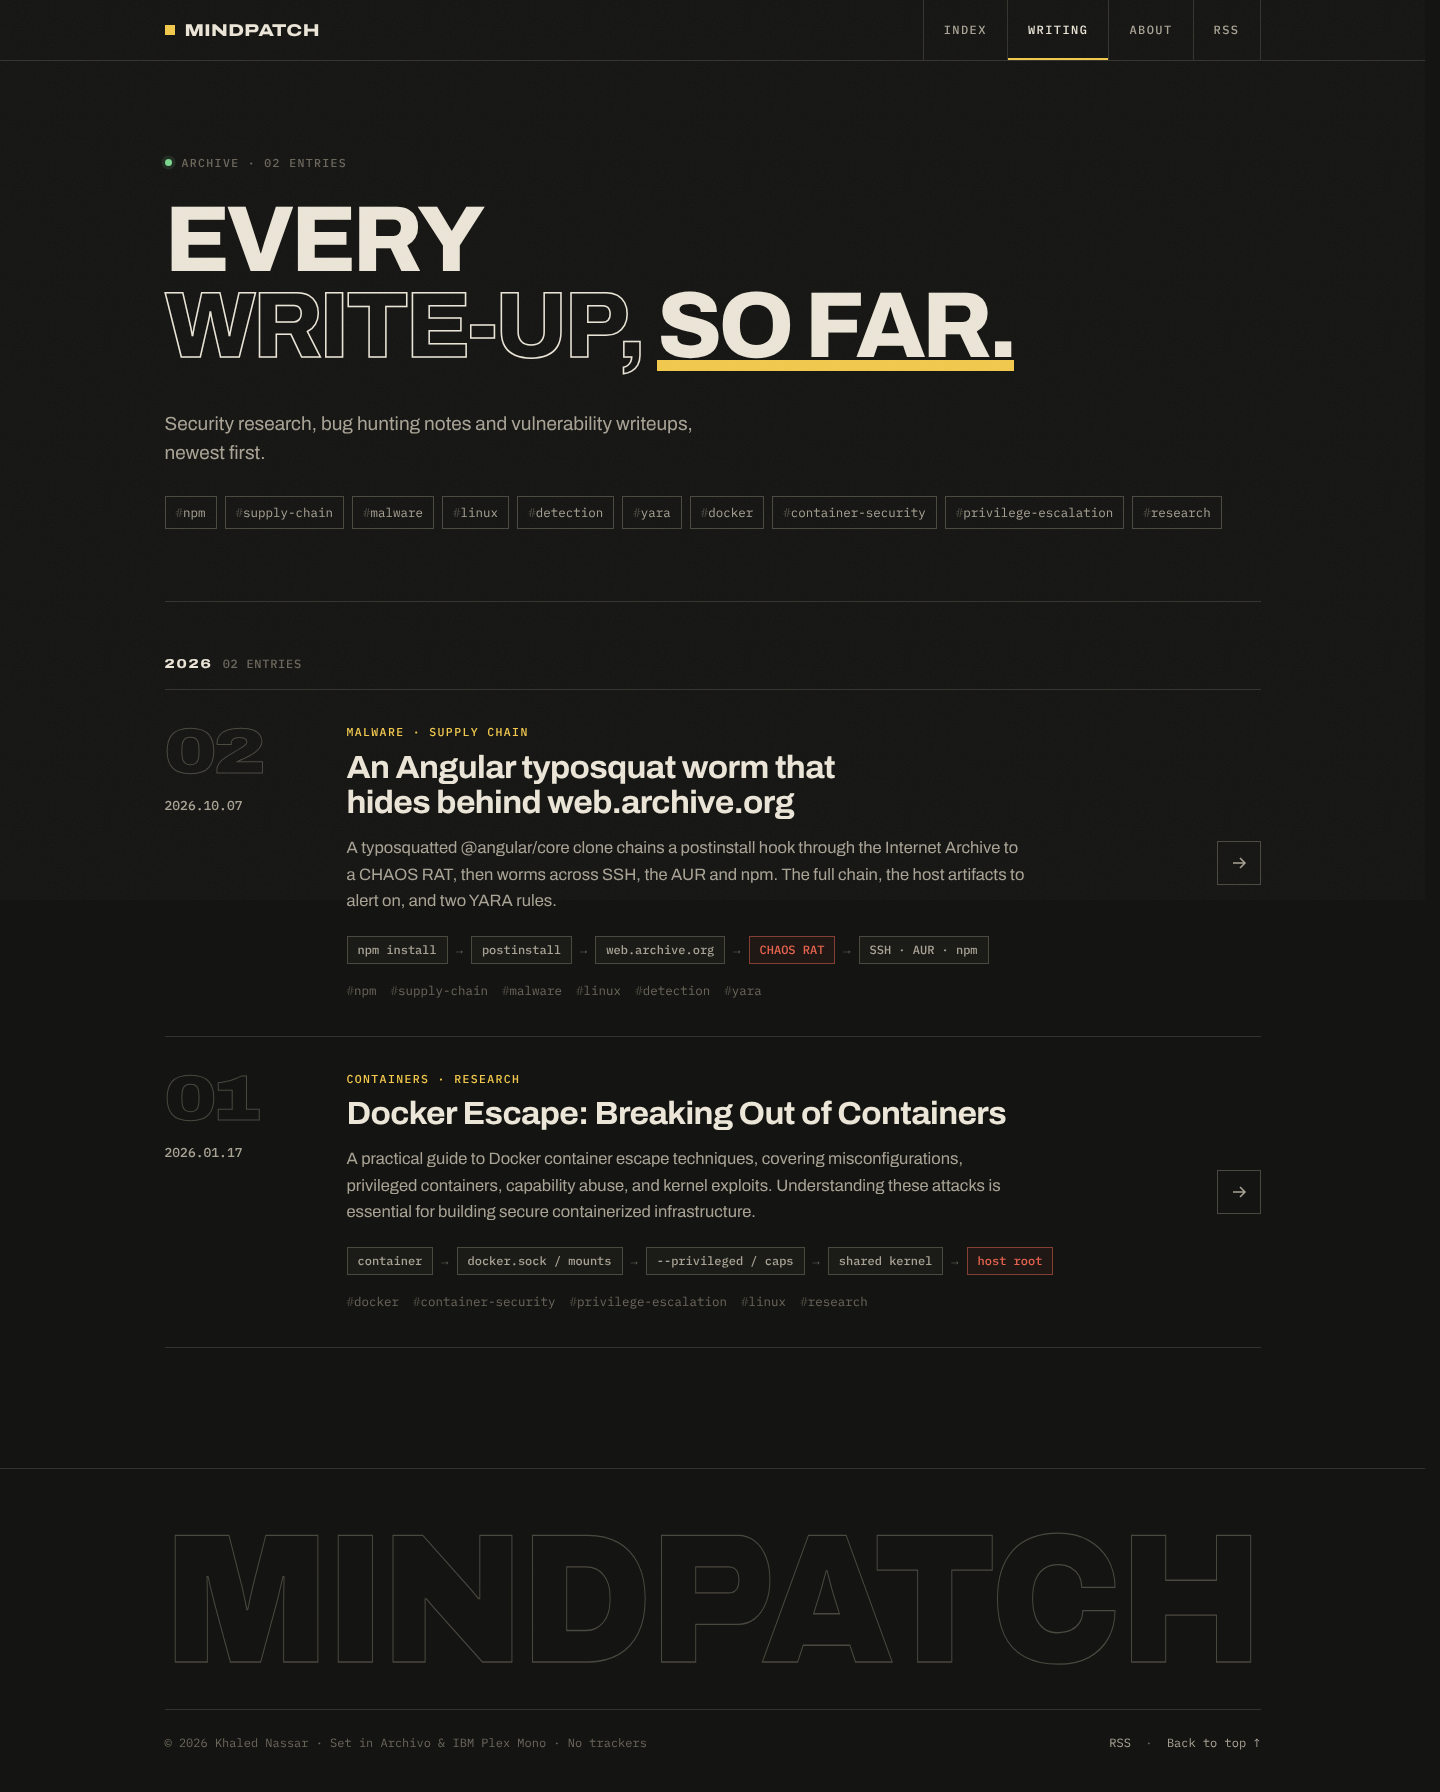 MINDPATCH
INDEX WRITING ABOUT RSS
ARCHIVE · 02 ENTRIES
EVERY
WRITE-UP, SO FAR.
Security research, bug hunting notes and vulnerability writeups,
newest first.
#npm #supply-chain #malware #linux #detection #yara #docker #container-security #privilege-escalation #research
2026 02 ENTRIES
02
2026.10.07
MALWARE · SUPPLY CHAIN
An Angular typosquat worm that
hides behind web.archive.org
A typosquatted @angular/core clone chains a postinstall hook through the Internet Archive to
a CHAOS RAT, then worms across SSH, the AUR and npm. The full chain, the host artifacts to
alert on, and two YARA rules.
→
npm install → postinstall → web.archive.org → CHAOS RAT → SSH · AUR · npm
#npm #supply-chain #malware #linux #detection #yara
01
2026.01.17
CONTAINERS · RESEARCH
Docker Escape: Breaking Out of Containers
A practical guide to Docker container escape techniques, covering misconfigurations,
privileged containers, capability abuse, and kernel exploits. Understanding these attacks is
essential for building secure containerized infrastructure.
→
container → docker.sock / mounts → --privileged / caps → shared kernel → host root
#docker #container-security #privilege-escalation #linux #research
MINDPATCH
© 2026 Khaled Nassar · Set in Archivo & IBM Plex Mono · No trackers
RSS · Back to top ↑